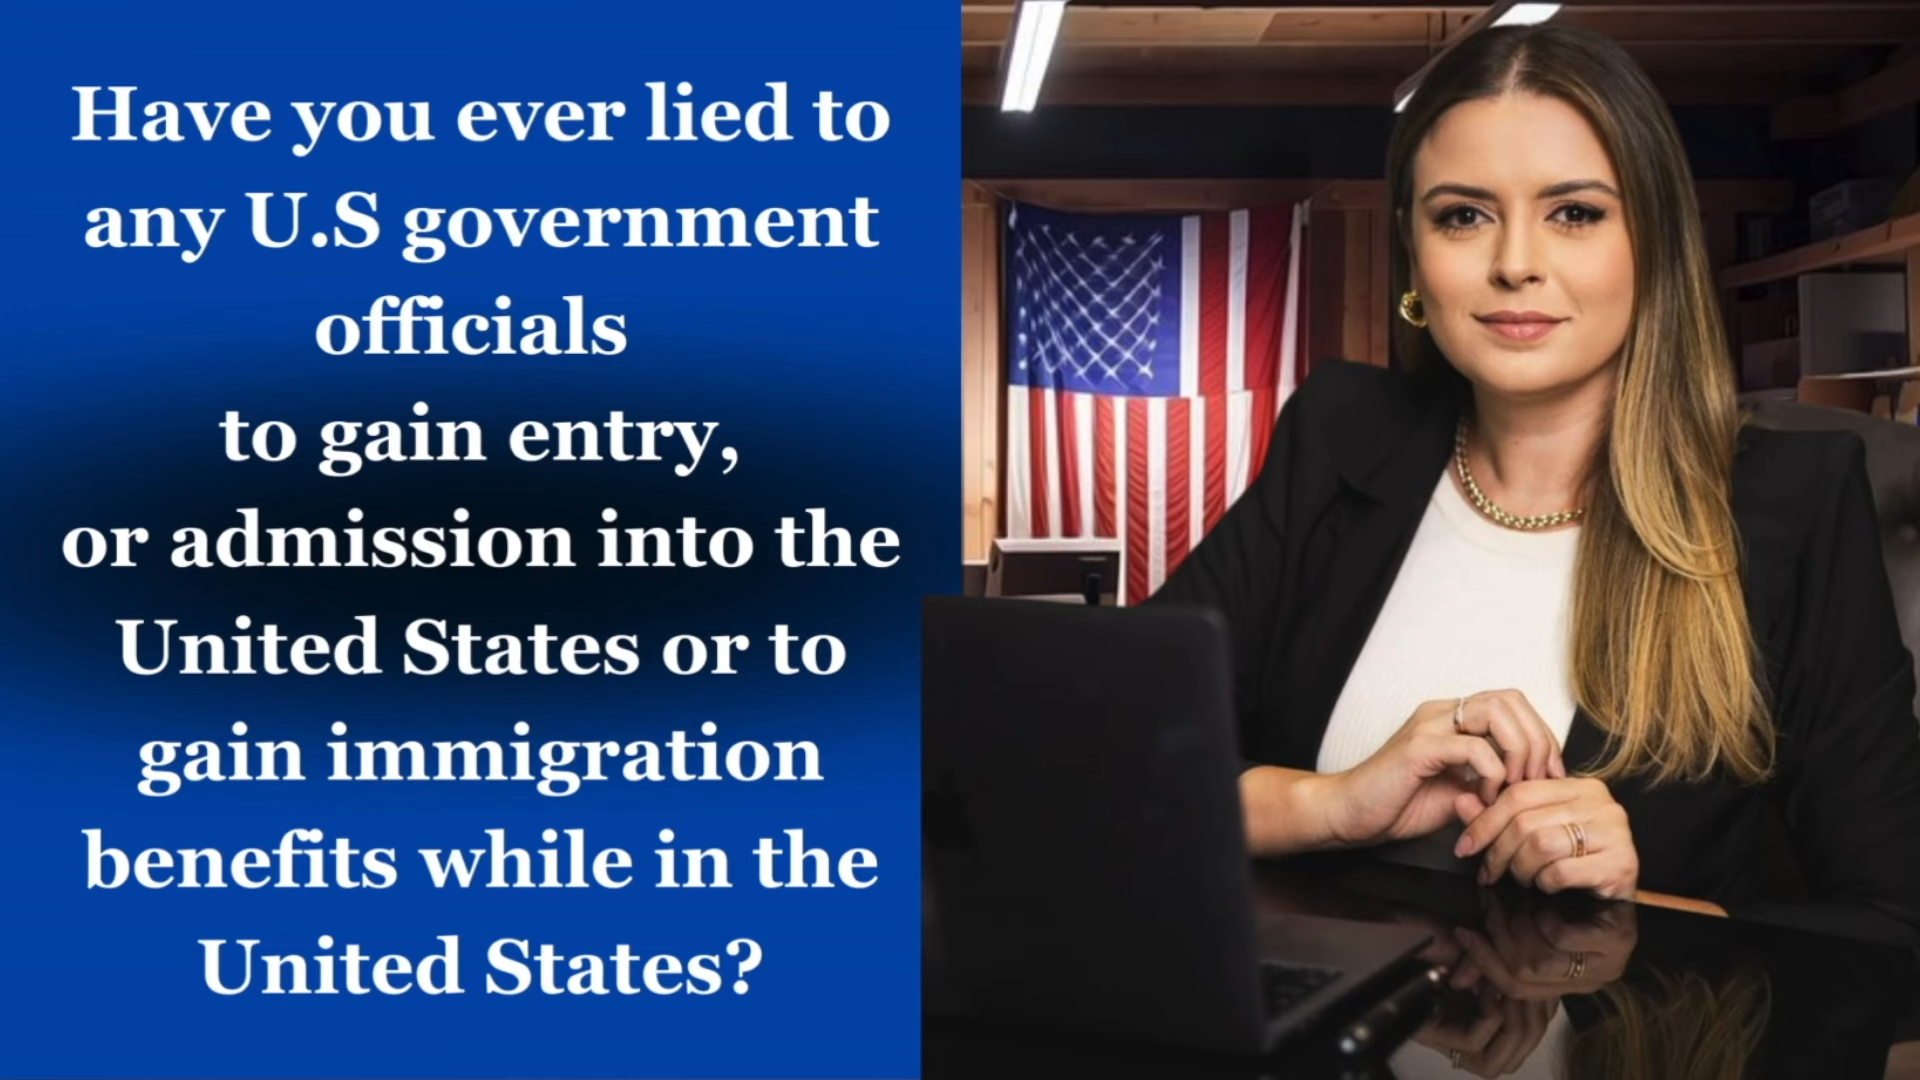 Have you ever lied to
any U.S government
officials
to gain entry,
or admission into the
United States or to
gain immigration
benefits while in the
United States?